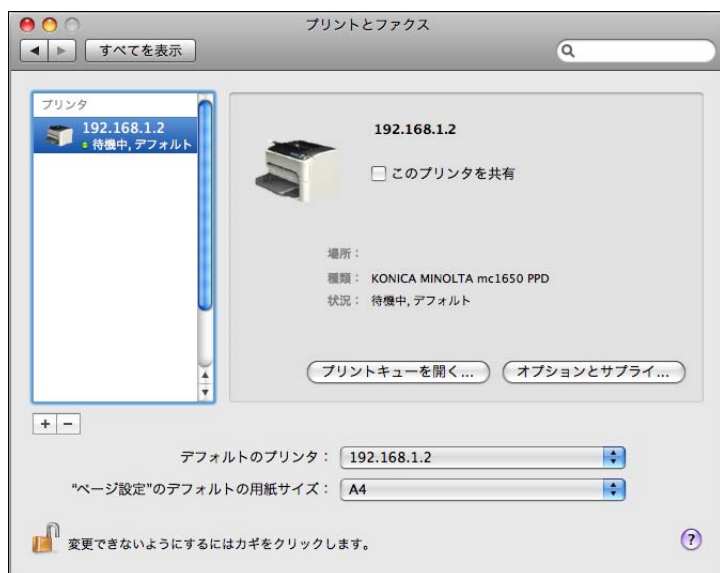 プリントとファクス
すべてを表示
プリンタ
192.168.1.2
待機中, デフォルト
192.168.1.2
このプリンタを共有
場所：
種類： KONICA MINOLTA mc1650 PPD
状況： 待機中, デフォルト
プリントキューを開く...
オプションとサプライ...
+ −
デフォルトのプリンタ： 192.168.1.2
“ページ設定”のデフォルトの用紙サイズ： A4
変更できないようにするにはカギをクリックします。
?